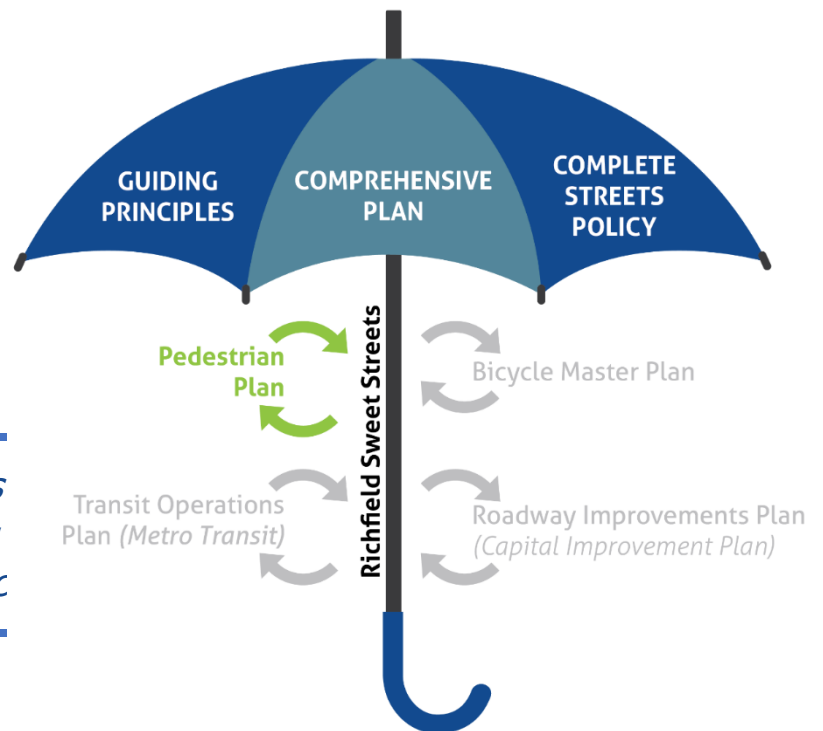 GUIDING
PRINCIPLES
COMPREHENSIVE
PLAN
COMPLETE
STREETS
POLICY
Richfield Sweet Streets
Pedestrian
Plan
Bicycle Master Plan
Transit Operations
Plan (Metro Transit)
Roadway Improvements Plan
(Capital Improvement Plan)